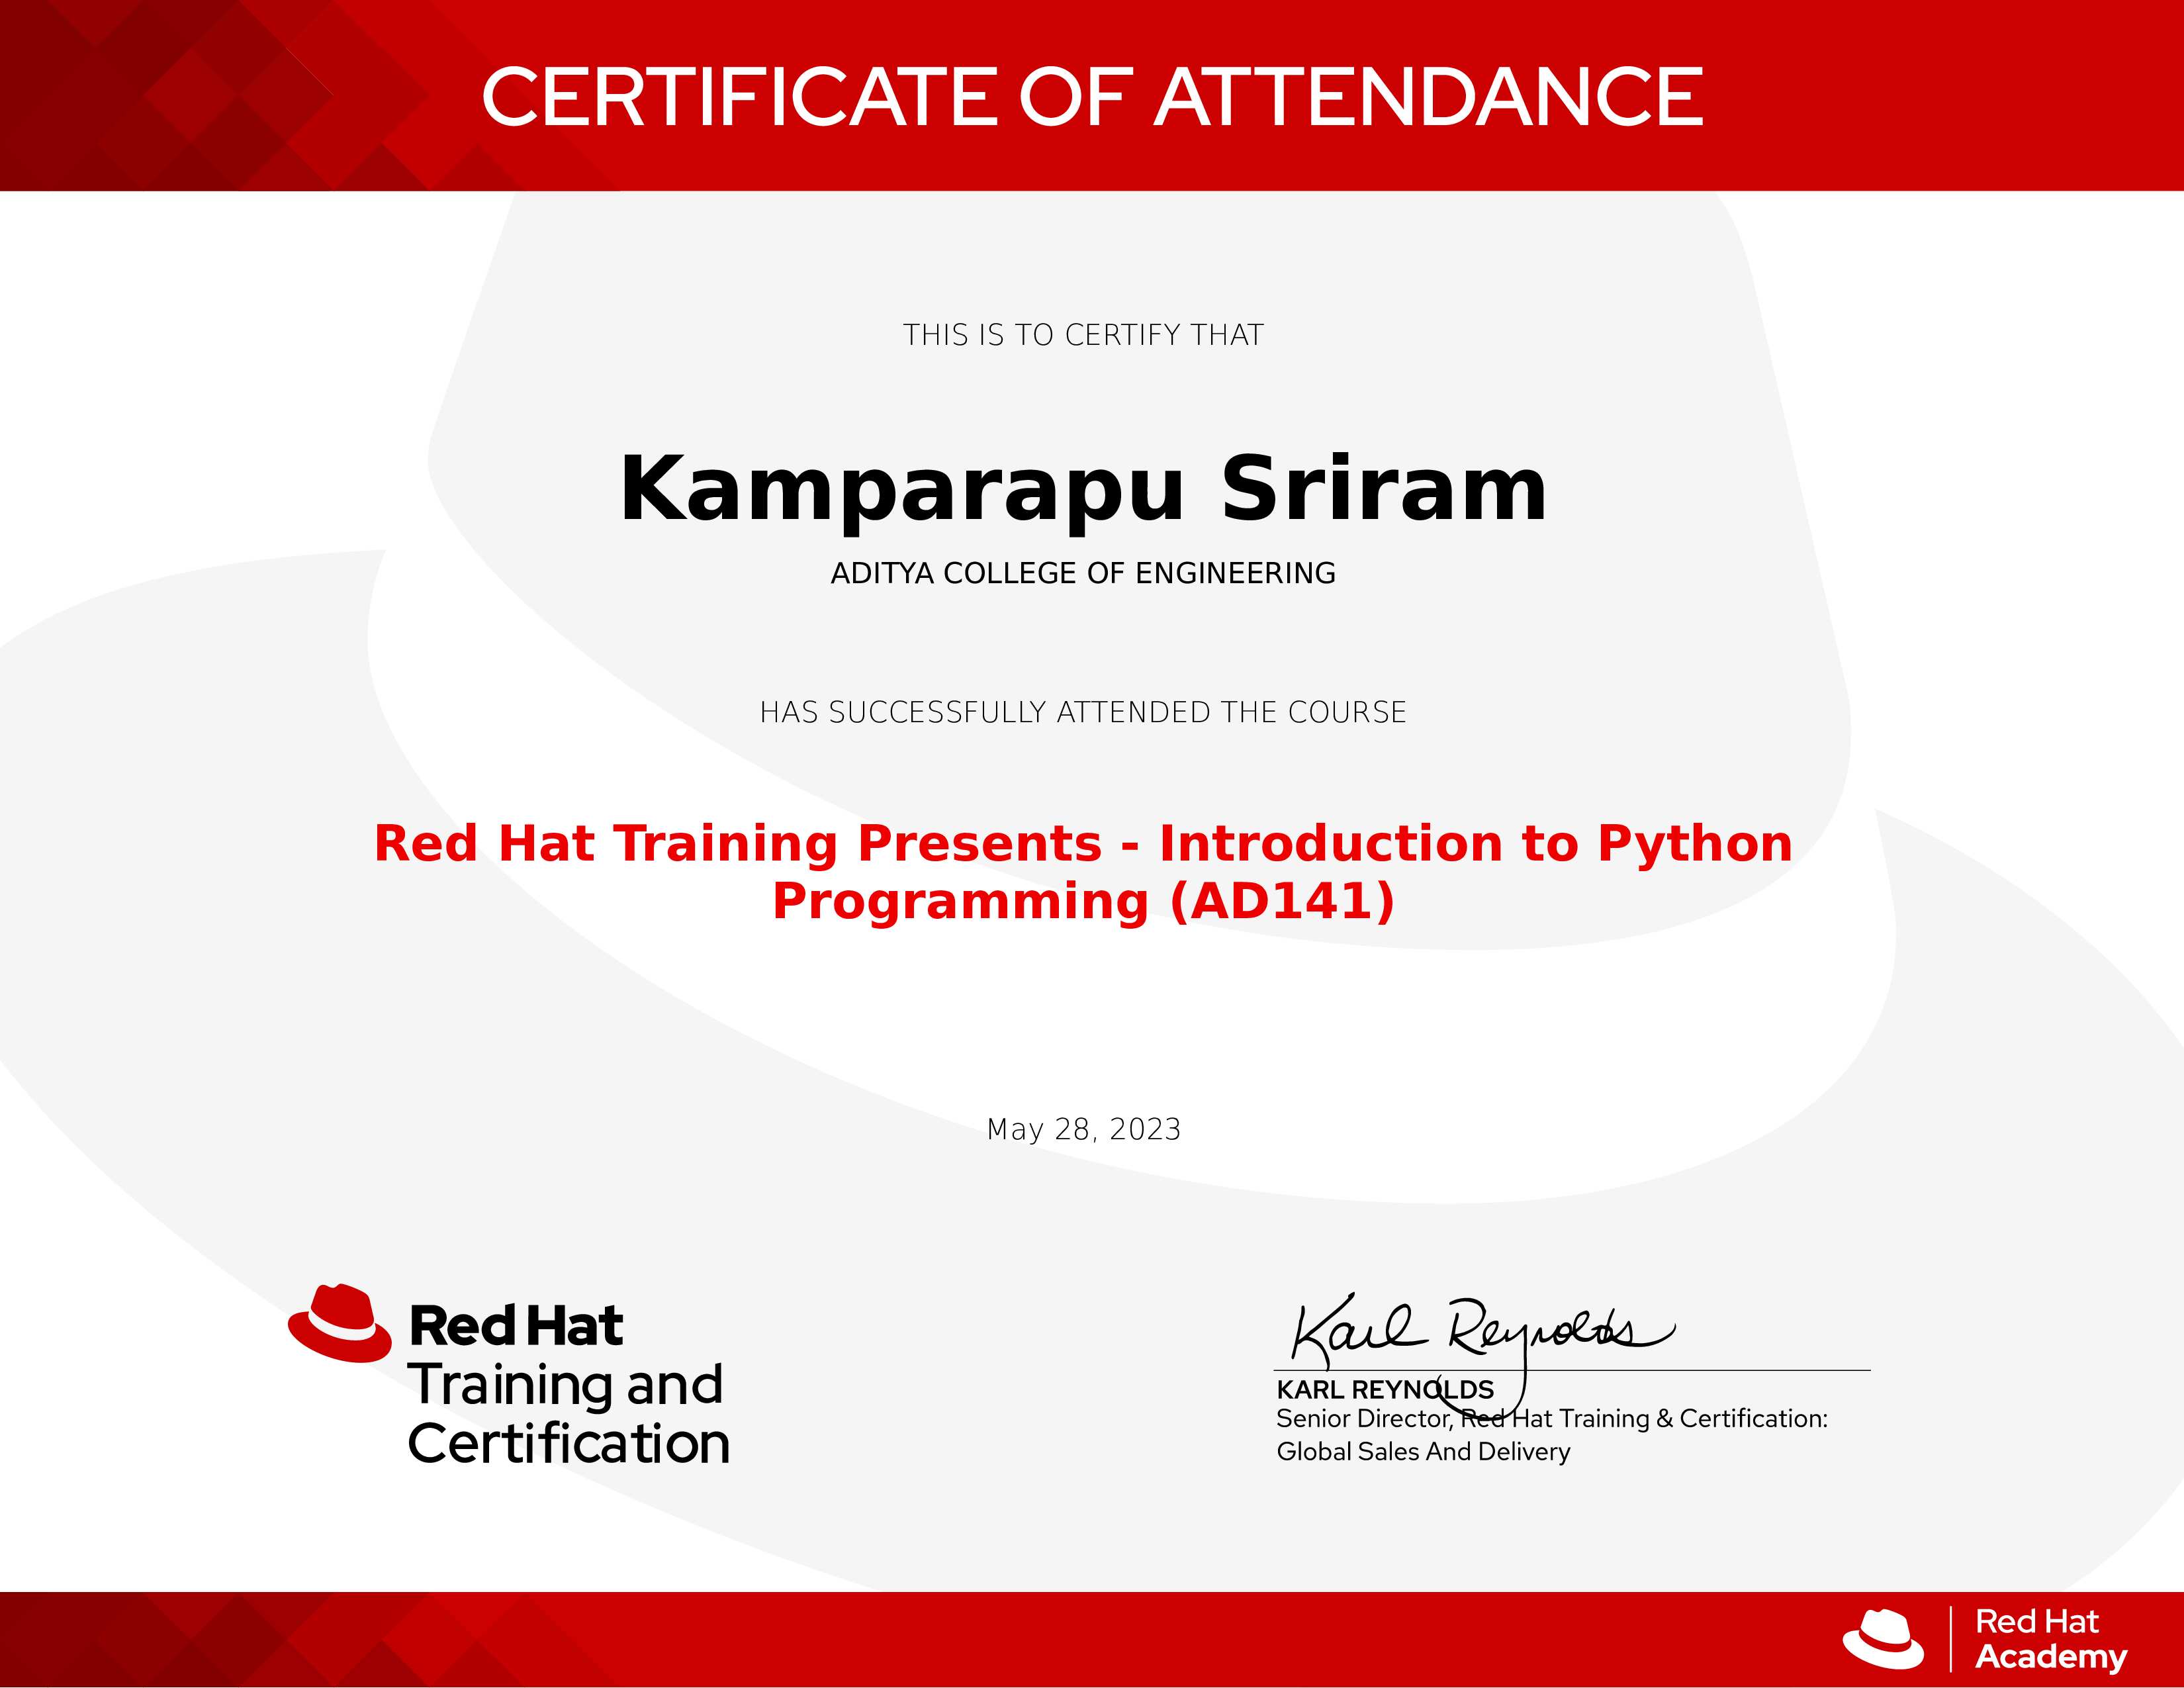 CERTIFICATE OF ATTENDANCE
THIS IS TO CERTIFY THAT
Kamparapu Sriram
ADITYA COLLEGE OF ENGINEERING
HAS SUCCESSFULLY ATTENDED THE COURSE
Red Hat Training Presents - Introduction to Python
Programming (AD141)
May 28, 2023
Red Hat
Training and
Certification
Karl Reynolds
KARL REYNOLDS
Senior Director, Red Hat Training & Certification:
Global Sales And Delivery
Red Hat
Academy